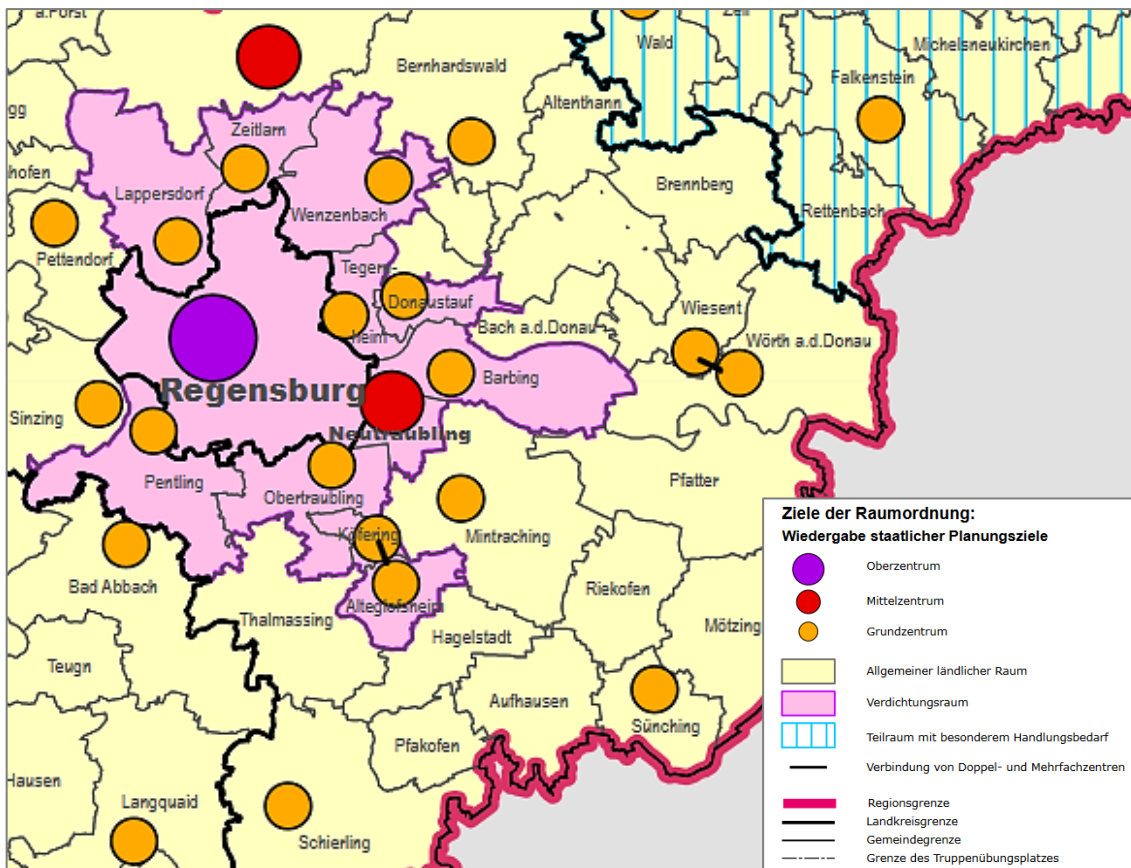 a.Forst
Zell
Wald
Michelsneukirchen
Bernhardswald
Falkenstein
Altenthann
gg
Zeitlarn
hofen
Brennberg
Lappersdorf
Wenzenbach
Rettenbach
Pettendorf
Tegern-
Donaustauf
Wiesent
heim
Bach a.d.Donau
Wörth a.d.Donau
Barbing
Regensburg
Sinzing
Neutraubling
Pentling
Obertraubling
Pfatter
Köfering
Mintraching
Bad Abbach
Riekofen
Alteglofsheim
Thalmassing
Hagelstadt
Mötzing
Teugn
Aufhausen
Sünching
Pfakofen
Hausen
Langquaid
Schierling
Ziele der Raumordnung:
Wiedergabe staatlicher Planungsziele
Oberzentrum
Mittelzentrum
Grundzentrum
Allgemeiner ländlicher Raum
Verdichtungsraum
Teilraum mit besonderem Handlungsbedarf
Verbindung von Doppel- und Mehrfachzentren
Regionsgrenze
Landkreisgrenze
Gemeindegrenze
Grenze des Truppenübungsplatzes